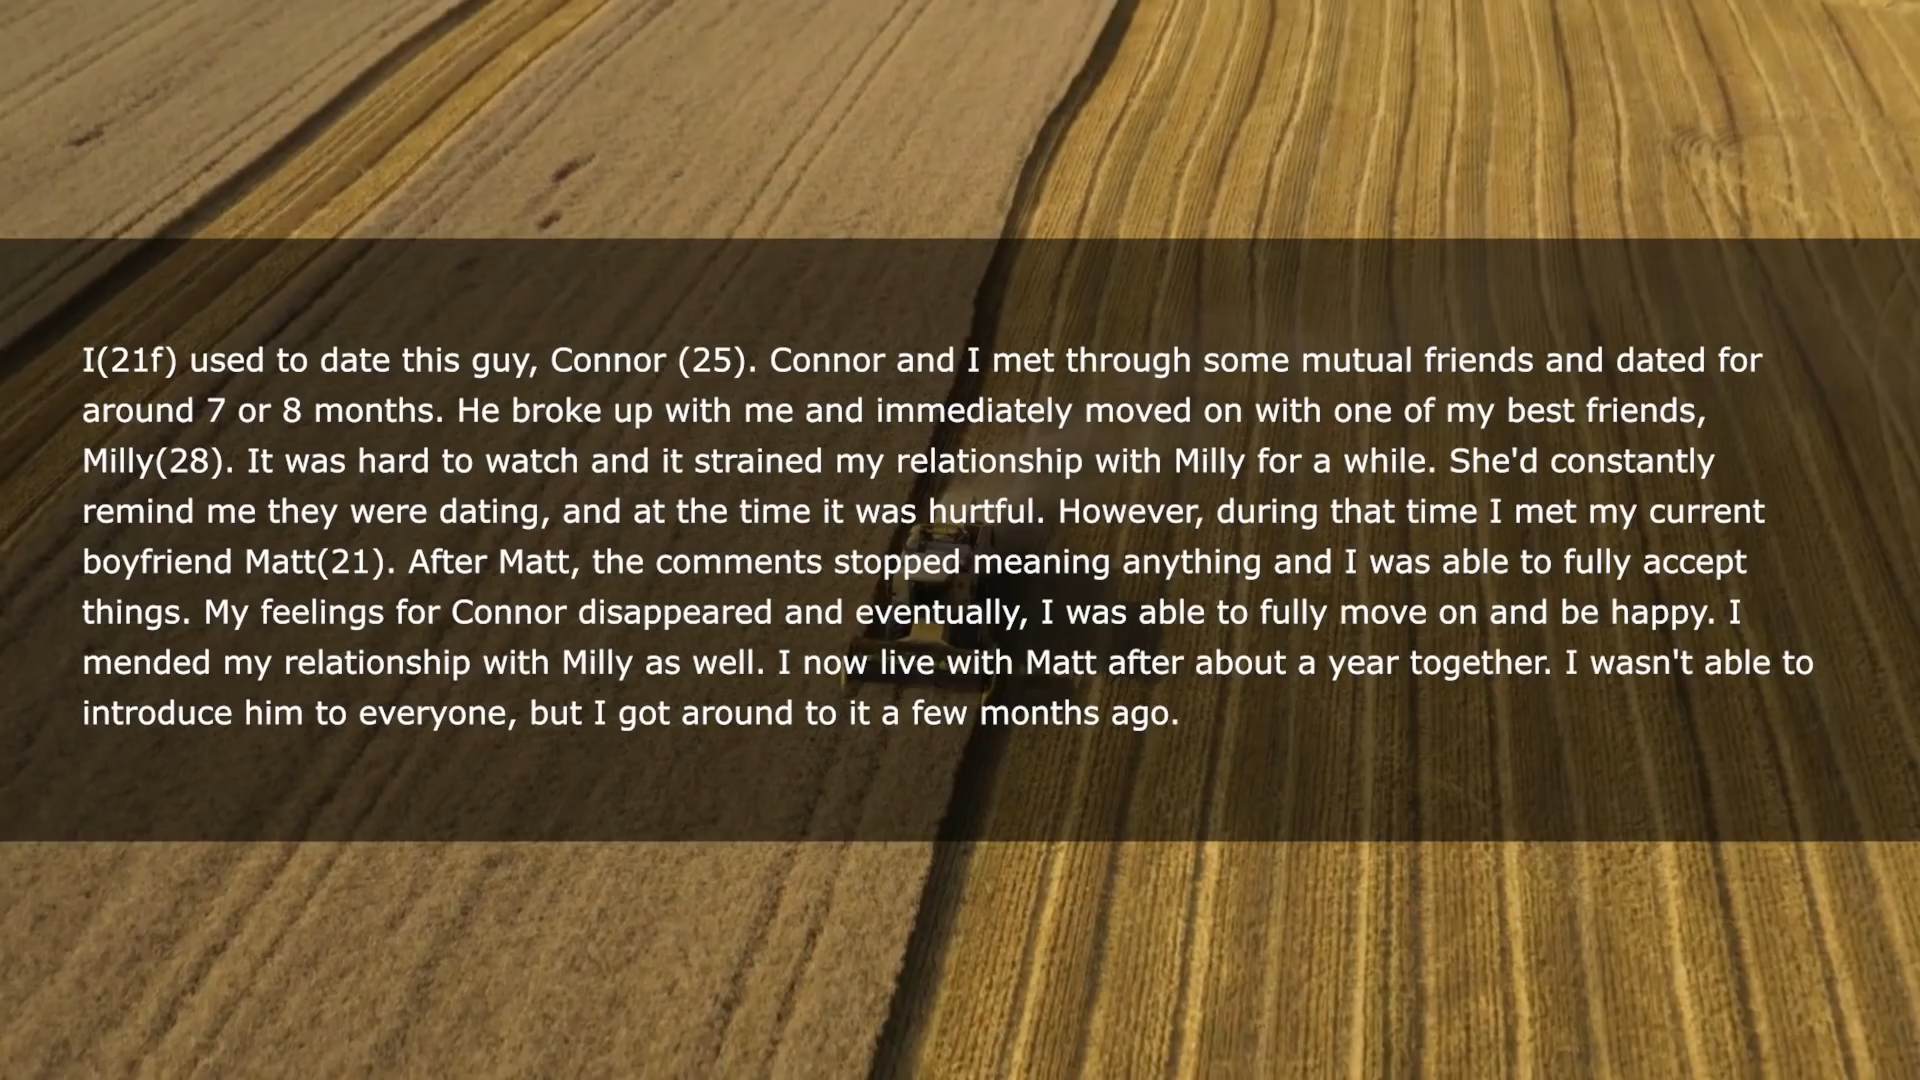 I(21f) used to date this guy, Connor (25). Connor and I met through some mutual friends and dated for
around 7 or 8 months. He broke up with me and immediately moved on with one of my best friends,
Milly(28). It was hard to watch and it strained my relationship with Milly for a while. She'd constantly
remind me they were dating, and at the time it was hurtful. However, during that time I met my current
boyfriend Matt(21). After Matt, the comments stopped meaning anything and I was able to fully accept
things. My feelings for Connor disappeared and eventually, I was able to fully move on and be happy. I
mended my relationship with Milly as well. I now live with Matt after about a year together. I wasn't able to
introduce him to everyone, but I got around to it a few months ago.